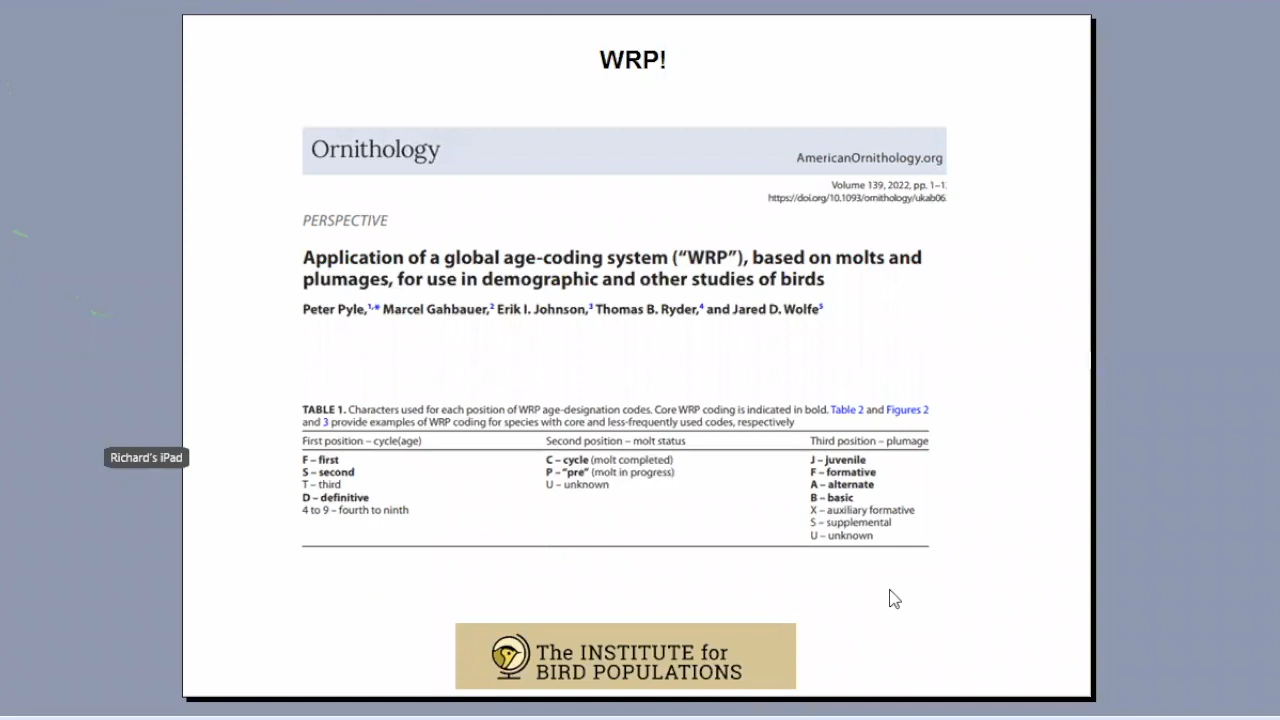 WRP!
Ornithology
AmericanOrnithology.org
Volume 139, 2022, pp. 1–1
https://doi.org/10.1093/ornithology/ukab06
PERSPECTIVE
Application of a global age-coding system (“WRP”), based on molts and
plumages, for use in demographic and other studies of birds
Peter Pyle,1,* Marcel Gahbauer,2 Erik I. Johnson,3 Thomas B. Ryder,4 and Jared D. Wolfe5
TABLE 1. Characters used for each position of WRP age-designation codes. Core WRP coding is indicated in bold. Table 2 and Figures 2
and 3 provide examples of WRP coding for species with core and less-frequently used codes, respectively
First position – cycle(age) Second position – molt status Third position – plumage
F – first C – cycle (molt completed) J – juvenile
S – second P – “pre” (molt in progress) F – formative
T – third U – unknown A – alternate
D – definitive B – basic
4 to 9 – fourth to ninth X – auxiliary formative
S – supplemental
U – unknown
Richard's iPad
The INSTITUTE for
BIRD POPULATIONS